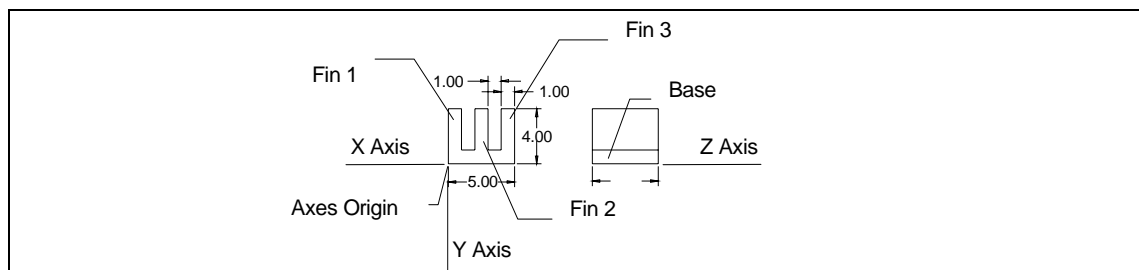 Fin 3
Fin 1
1.00
1.00
Base
4.00
X Axis
Z Axis
5.00
Axes Origin
Fin 2
Y Axis